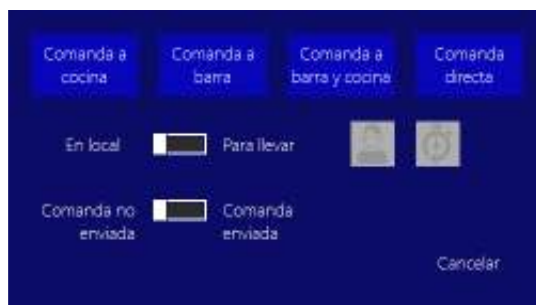 Comanda a
cocina
Comanda a
barra
Comanda a
barra y cocina
Comanda
directa
En local
Para llevar
Comanda no
enviada
Comanda
enviada
Cancelar